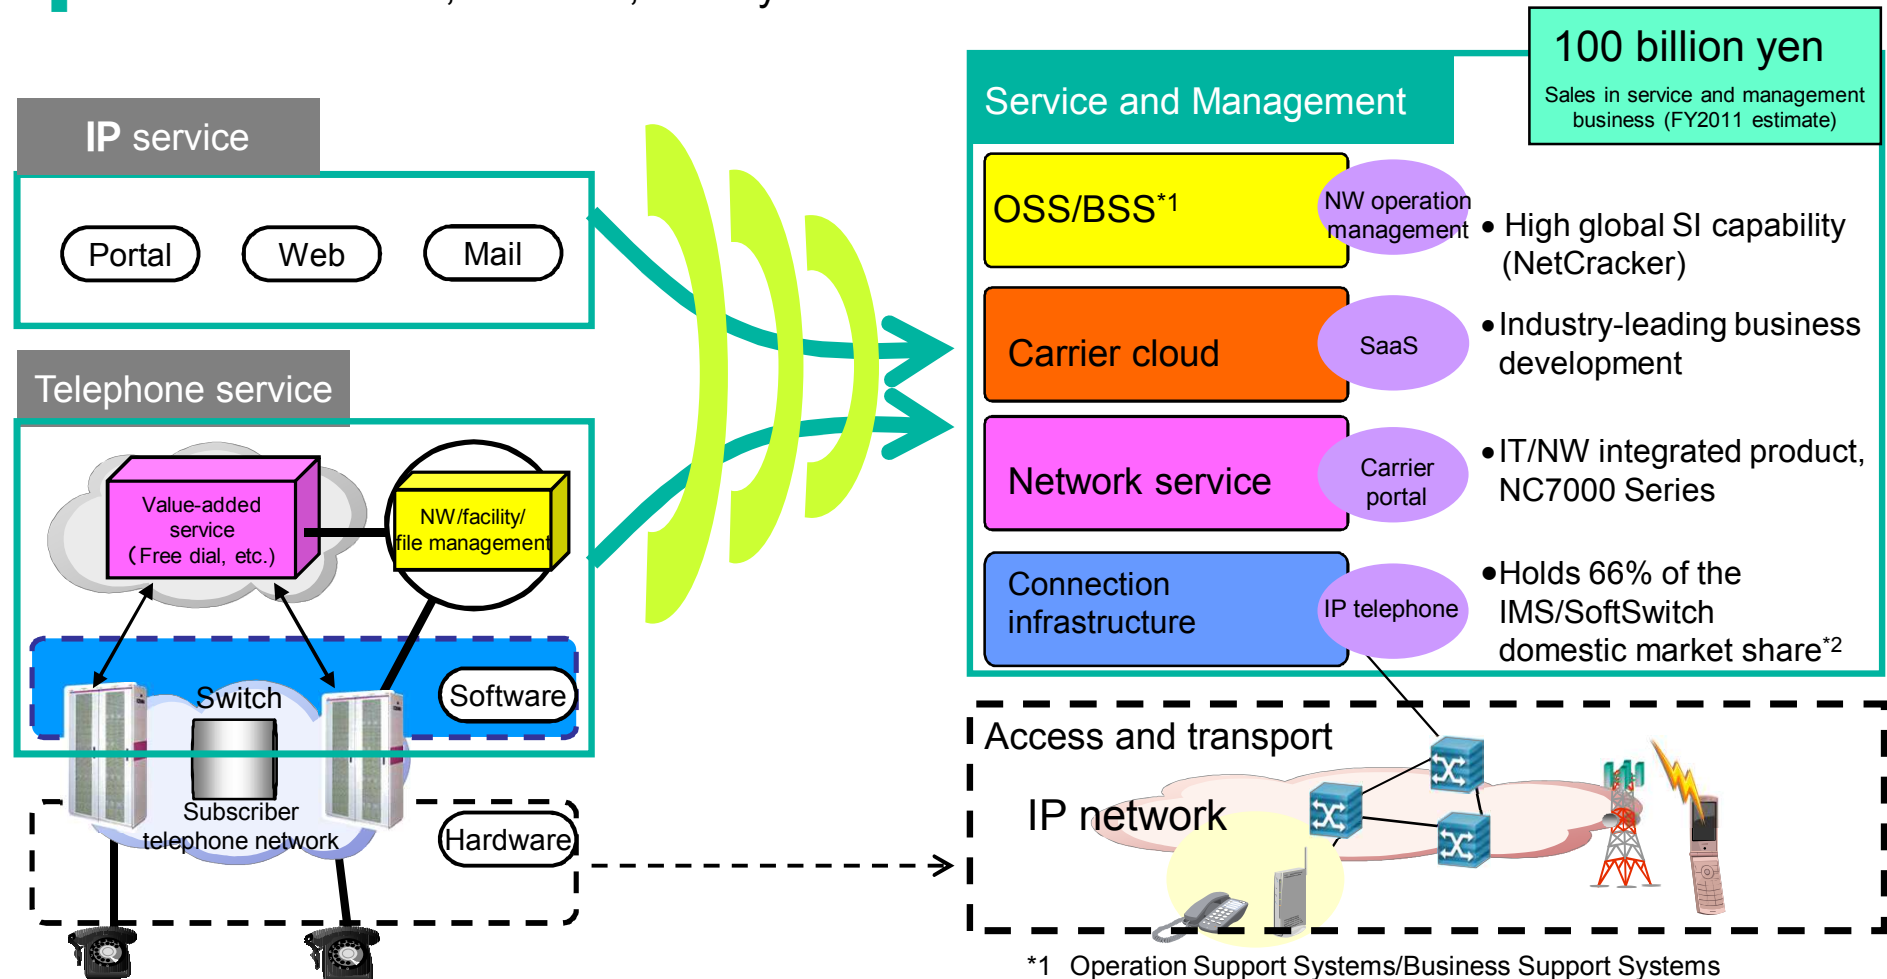 IP service
Portal
Web
Mail
Telephone service
Value-added
service
(Free dial, etc.)
NW/facility/
file management
Switch
Software
Subscriber
telephone network
Hardware
100 billion yen
Sales in service and management
business (FY2011 estimate)
Service and Management
OSS/BSS*1
NW operation
management
• High global SI capability
(NetCracker)
Carrier cloud
SaaS
•Industry-leading business
development
Network service
Carrier
portal
•IT/NW integrated product,
NC7000 Series
Connection
infrastructure
IP telephone
•Holds 66% of the
IMS/SoftSwitch
domestic market share*2
Access and transport
IP network
*1 Operation Support Systems/Business Support Systems